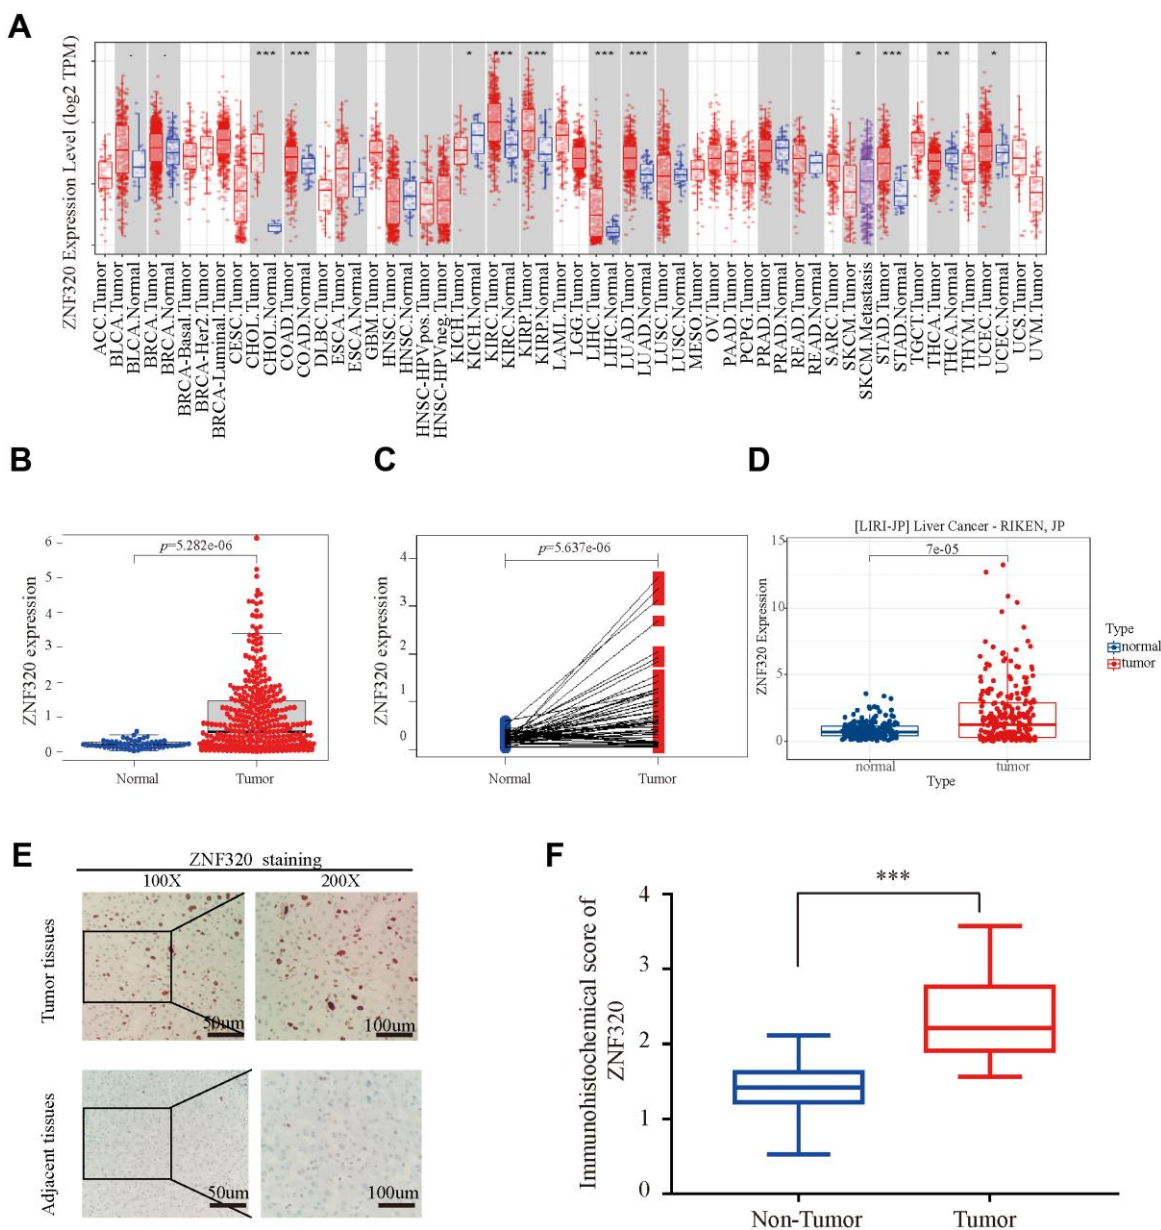 A
ZNF320 Expression Level (log2 TPM)
. . *** *** * *** *** *** *** * *** ** *
ACC.Tumor
BLCA.Tumor
BLCA.Normal
BRCA.Tumor
BRCA.Normal
BRCA-Basal.Tumor
BRCA-Her2.Tumor
BRCA-Luminal.Tumor
CESC.Tumor
CHOL.Tumor
CHOL.Normal
COAD.Tumor
COAD.Normal
DLBC.Tumor
ESCA.Tumor
ESCA.Normal
GBM.Tumor
HNSC.Tumor
HNSC.Normal
HNSC-HPVpos.Tumor
HNSC-HPVneg.Tumor
KICH.Tumor
KICH.Normal
KIRC.Tumor
KIRC.Normal
KIRP.Tumor
KIRP.Normal
LAML.Tumor
LGG.Tumor
LIHC.Tumor
LIHC.Normal
LUAD.Tumor
LUAD.Normal
LUSC.Tumor
LUSC.Normal
MESO.Tumor
OV.Tumor
PAAD.Tumor
PCPG.Tumor
PRAD.Tumor
PRAD.Normal
READ.Tumor
READ.Normal
SARC.Tumor
SKCM.Tumor
SKCM.Metastasis
STAD.Tumor
STAD.Normal
TGCT.Tumor
THCA.Tumor
THCA.Normal
THYM.Tumor
UCEC.Tumor
UCEC.Normal
UCS.Tumor
UVM.Tumor
B
ZNF320 expression
6
5
4
3
2
1
0
p=5.282e-06
Normal Tumor
C
ZNF320 expression
4
3
2
1
0
p=5.637e-06
Normal Tumor
D
[LIRI-JP] Liver Cancer - RIKEN, JP
ZNF320 Expression
15
10
5
0
7e-05
normal tumor
Type
Type
normal
tumor
E
ZNF320 staining
100X 200X
Tumor tissues
50um 100um
Adjacent tissues
50um 100um
F
Immunohistochemical score of
ZNF320
4
3
2
1
0
***
Non-Tumor Tumor